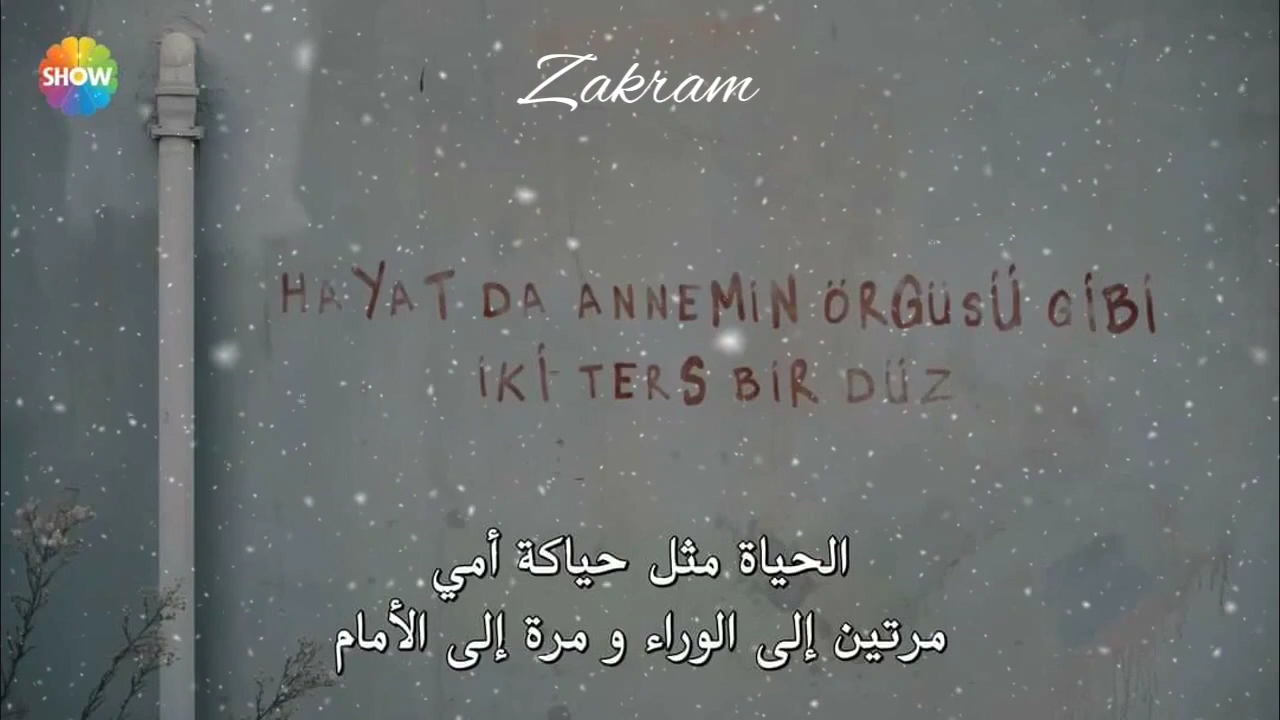 SHOW
Zakram
HAYAT DA ANNEMİN ÖRGÜSÜ GİBİ
İKİ TERS BİR DÜZ
الحياة مثل حياكة أمي
مرتين إلى الوراء و مرة إلى الأمام